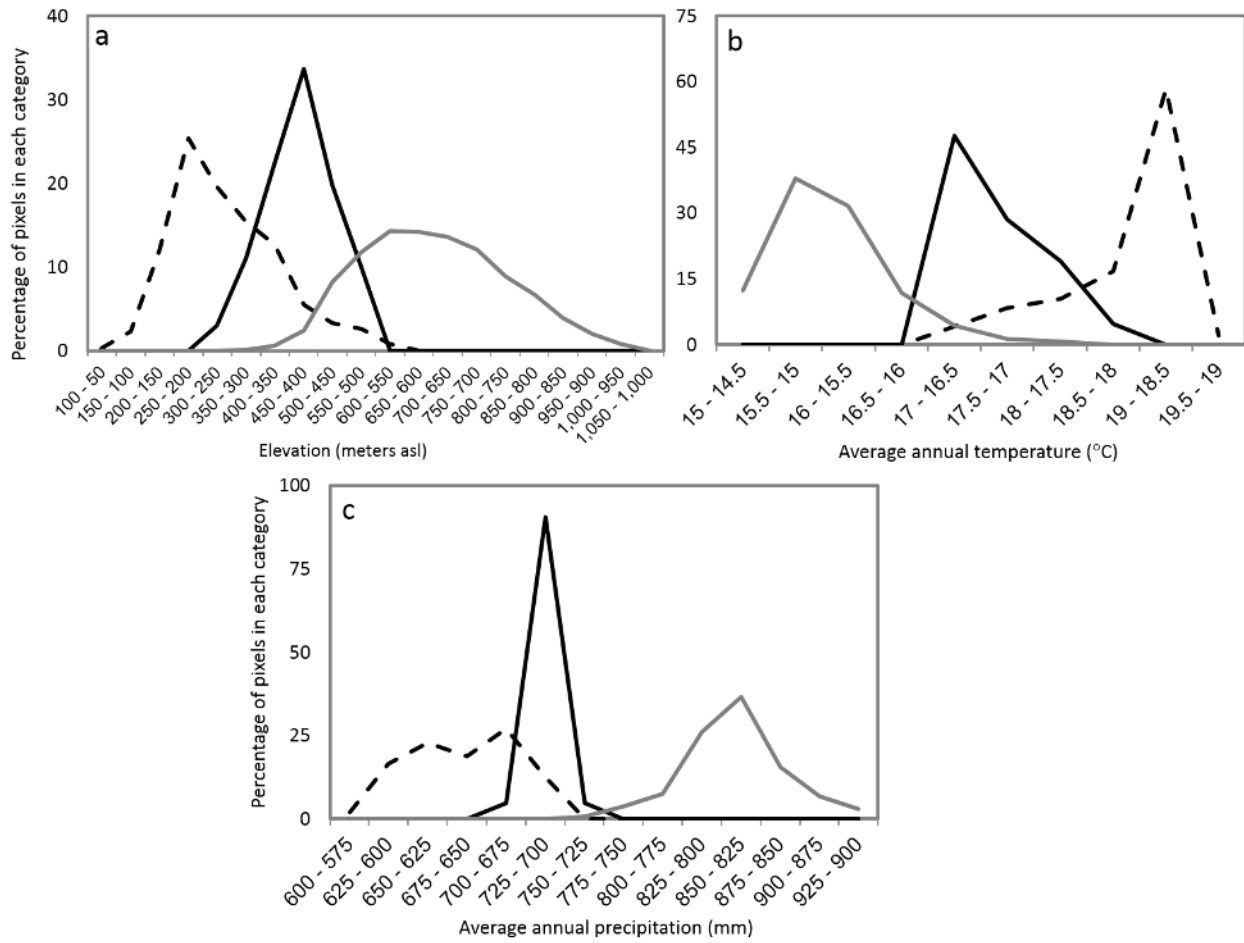 a
Percentage of pixels in each category
40
30
20
10
0
100 - 50
150 - 100
200 - 150
250 - 200
300 - 250
350 - 300
400 - 350
450 - 400
500 - 450
550 - 500
600 - 550
650 - 600
700 - 650
750 - 700
800 - 750
850 - 800
900 - 850
950 - 900
1,000 - 950
1,050 - 1,000
Elevation (meters asl)
b
75
60
45
30
15
0
15 - 14.5
15.5 - 15
16 - 15.5
16.5 - 16
17 - 16.5
17.5 - 17
18 - 17.5
18.5 - 18
19 - 18.5
19.5 - 19
Average annual temperature (°C)
c
Percentage of pixels in each category
100
75
50
25
0
600 - 575
625 - 600
650 - 625
675 - 650
700 - 675
725 - 700
750 - 725
775 - 750
800 - 775
825 - 800
850 - 825
875 - 850
900 - 875
925 - 900
Average annual precipitation (mm)